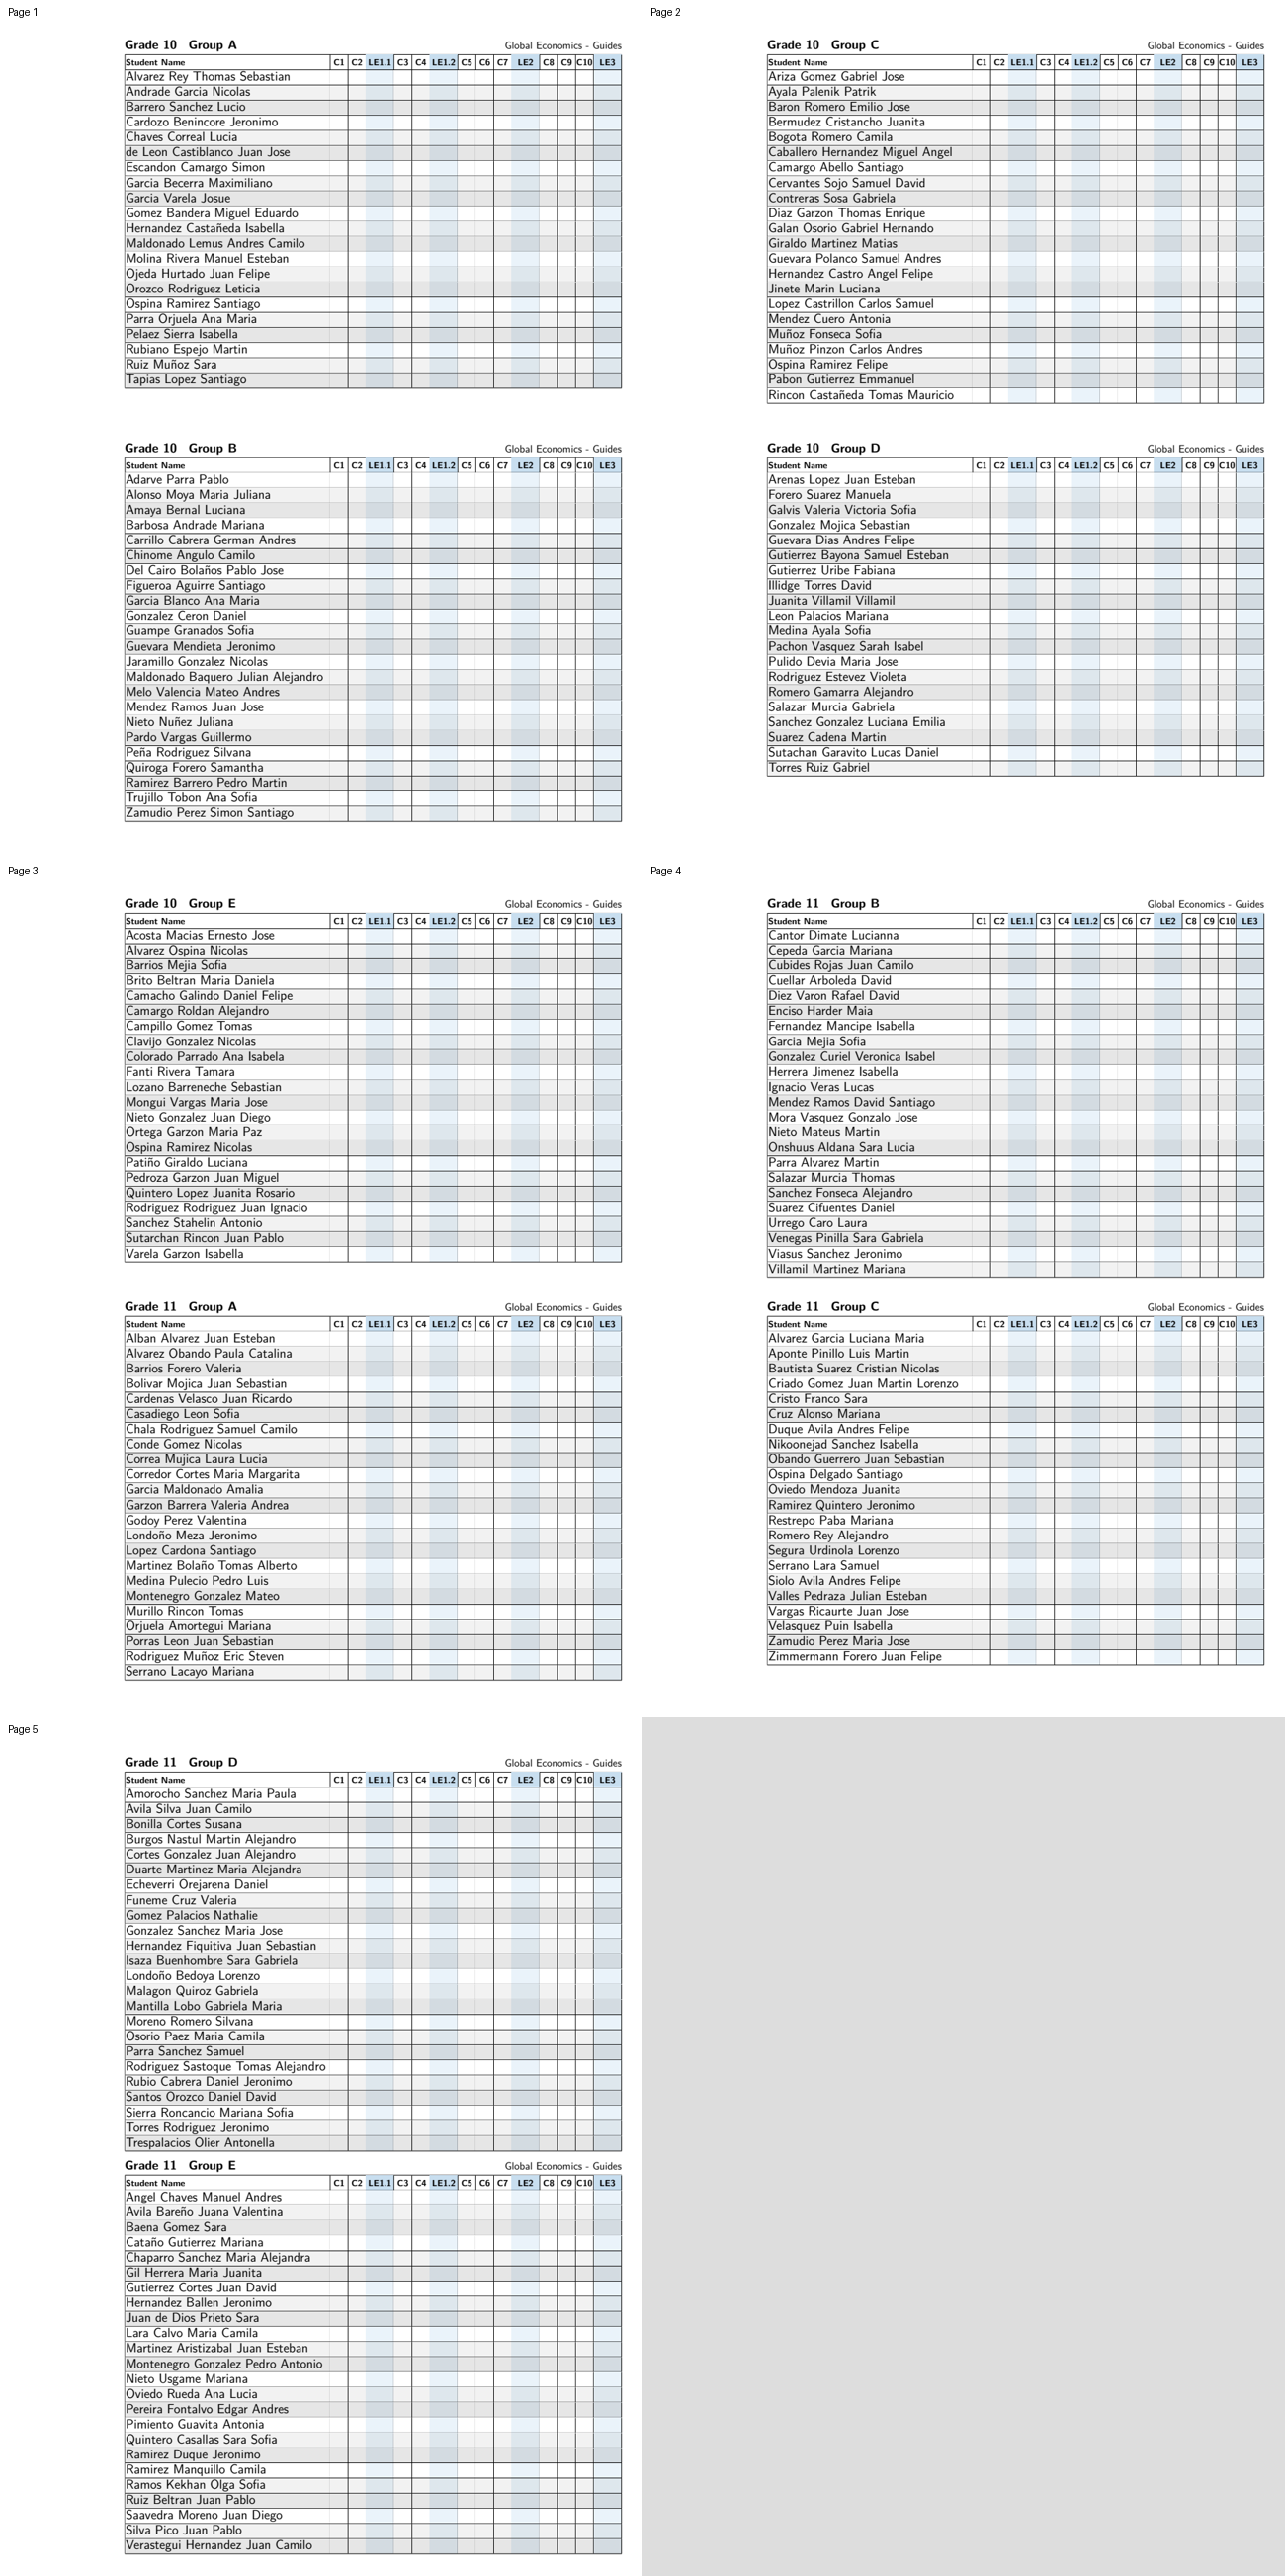 Page 1
Grade 10 Group A Global Economics - Guides
Student Name C1 C2 LE1.1 C3 C4 LE1.2 C5 C6 C7 LE2 C8 C9 C10 LE3
Alvarez Rey Thomas Sebastian
Andrade Garcia Nicolas
Barrero Sanchez Lucio
Cardozo Benincore Jeronimo
Chaves Correal Lucia
de Leon Castiblanco Juan Jose
Escandon Camargo Simon
Garcia Becerra Maximiliano
Garcia Varela Josue
Gomez Bandera Miguel Eduardo
Hernandez Castañeda Isabella
Maldonado Lemus Andres Camilo
Molina Rivera Manuel Esteban
Ojeda Hurtado Juan Felipe
Orozco Rodriguez Leticia
Ospina Ramirez Santiago
Parra Orjuela Ana Maria
Pelaez Sierra Isabella
Rubiano Espejo Martin
Ruiz Muñoz Sara
Tapias Lopez Santiago
Grade 10 Group B Global Economics - Guides
Student Name C1 C2 LE1.1 C3 C4 LE1.2 C5 C6 C7 LE2 C8 C9 C10 LE3
Adarve Parra Pablo
Alonso Moya Maria Juliana
Amaya Bernal Luciana
Barbosa Andrade Mariana
Carrillo Cabrera German Andres
Chinome Angulo Camilo
Del Cairo Bolaños Pablo Jose
Figueroa Aguirre Santiago
Garcia Blanco Ana Maria
Gonzalez Ceron Daniel
Guampe Granados Sofia
Guevara Mendieta Jeronimo
Jaramillo Gonzalez Nicolas
Maldonado Baquero Julian Alejandro
Melo Valencia Mateo Andres
Mendez Ramos Juan Jose
Nieto Nuñez Juliana
Pardo Vargas Guillermo
Peña Rodriguez Silvana
Quiroga Forero Samantha
Ramirez Barrero Pedro Martin
Trujillo Tobon Ana Sofia
Zamudio Perez Simon Santiago
Page 2
Grade 10 Group C Global Economics - Guides
Student Name C1 C2 LE1.1 C3 C4 LE1.2 C5 C6 C7 LE2 C8 C9 C10 LE3
Ariza Gomez Gabriel Jose
Ayala Palenik Patrik
Baron Romero Emilio Jose
Bermudez Cristancho Juanita
Bogota Romero Camila
Caballero Hernandez Miguel Angel
Camargo Abello Santiago
Cervantes Sojo Samuel David
Contreras Sosa Gabriela
Diaz Garzon Thomas Enrique
Galan Osorio Gabriel Hernando
Giraldo Martinez Matias
Guevara Polanco Samuel Andres
Hernandez Castro Angel Felipe
Jinete Marin Luciana
Lopez Castrillon Carlos Samuel
Mendez Cuero Antonia
Muñoz Fonseca Sofia
Muñoz Pinzon Carlos Andres
Ospina Ramirez Felipe
Pabon Gutierrez Emmanuel
Rincon Castañeda Tomas Mauricio
Grade 10 Group D Global Economics - Guides
Student Name C1 C2 LE1.1 C3 C4 LE1.2 C5 C6 C7 LE2 C8 C9 C10 LE3
Arenas Lopez Juan Esteban
Forero Suarez Manuela
Galvis Valeria Victoria Sofia
Gonzalez Mojica Sebastian
Guevara Dias Andres Felipe
Gutierrez Bayona Samuel Esteban
Gutierrez Uribe Fabiana
Illidge Torres David
Juanita Villamil Villamil
Leon Palacios Mariana
Medina Ayala Sofia
Pachon Vasquez Sarah Isabel
Pulido Devia Maria Jose
Rodriguez Estevez Violeta
Romero Gamarra Alejandro
Salazar Murcia Gabriela
Sanchez Gonzalez Luciana Emilia
Suarez Cadena Martin
Sutachan Garavito Lucas Daniel
Torres Ruiz Gabriel
Page 3
Grade 10 Group E Global Economics - Guides
Student Name C1 C2 LE1.1 C3 C4 LE1.2 C5 C6 C7 LE2 C8 C9 C10 LE3
Acosta Macias Ernesto Jose
Alvarez Ospina Nicolas
Barrios Mejia Sofia
Brito Beltran Maria Daniela
Camacho Galindo Daniel Felipe
Camargo Roldan Alejandro
Campillo Gomez Tomas
Clavijo Gonzalez Nicolas
Colorado Parrado Ana Isabela
Fanti Rivera Tamara
Lozano Barreneche Sebastian
Mongui Vargas Maria Jose
Nieto Gonzalez Juan Diego
Ortega Garzon Maria Paz
Ospina Ramirez Nicolas
Patiño Giraldo Luciana
Pedroza Garzon Juan Miguel
Quintero Lopez Juanita Rosario
Rodriguez Rodriguez Juan Ignacio
Sanchez Stahelin Antonio
Sutarchan Rincon Juan Pablo
Varela Garzon Isabella
Grade 11 Group A Global Economics - Guides
Student Name C1 C2 LE1.1 C3 C4 LE1.2 C5 C6 C7 LE2 C8 C9 C10 LE3
Alban Alvarez Juan Esteban
Alvarez Obando Paula Catalina
Barrios Forero Valeria
Bolivar Mojica Juan Sebastian
Cardenas Velasco Juan Ricardo
Casadiego Leon Sofia
Chala Rodriguez Samuel Camilo
Conde Gomez Nicolas
Correa Mujica Laura Lucia
Corredor Cortes Maria Margarita
Garcia Maldonado Amalia
Garzon Barrera Valeria Andrea
Godoy Perez Valentina
Londoño Meza Jeronimo
Lopez Cardona Santiago
Martinez Bolaño Tomas Alberto
Medina Pulecio Pedro Luis
Montenegro Gonzalez Mateo
Murillo Rincon Tomas
Orjuela Amortegui Mariana
Porras Leon Juan Sebastian
Rodriguez Muñoz Eric Steven
Serrano Lacayo Mariana
Page 4
Grade 11 Group B Global Economics - Guides
Student Name C1 C2 LE1.1 C3 C4 LE1.2 C5 C6 C7 LE2 C8 C9 C10 LE3
Cantor Dimate Lucianna
Cepeda Garcia Mariana
Cubides Rojas Juan Camilo
Cuellar Arboleda David
Diez Varon Rafael David
Enciso Harder Maia
Fernandez Mancipe Isabella
Garcia Mejia Sofia
Gonzalez Curiel Veronica Isabel
Herrera Jimenez Isabella
Ignacio Veras Lucas
Mendez Ramos David Santiago
Mora Vasquez Gonzalo Jose
Nieto Mateus Martin
Onshuus Aldana Sara Lucia
Parra Alvarez Martin
Salazar Murcia Thomas
Sanchez Fonseca Alejandro
Suarez Cifuentes Daniel
Urrego Caro Laura
Venegas Pinilla Sara Gabriela
Viasus Sanchez Jeronimo
Villamil Martinez Mariana
Grade 11 Group C Global Economics - Guides
Student Name C1 C2 LE1.1 C3 C4 LE1.2 C5 C6 C7 LE2 C8 C9 C10 LE3
Alvarez Garcia Luciana Maria
Aponte Pinillo Luis Martin
Bautista Suarez Cristian Nicolas
Criado Gomez Juan Martin Lorenzo
Cristo Franco Sara
Cruz Alonso Mariana
Duque Avila Andres Felipe
Nikoonejad Sanchez Isabella
Obando Guerrero Juan Sebastian
Ospina Delgado Santiago
Oviedo Mendoza Juanita
Ramirez Quintero Jeronimo
Restrepo Paba Mariana
Romero Rey Alejandro
Segura Urdinola Lorenzo
Serrano Lara Samuel
Siolo Avila Andres Felipe
Valles Pedraza Julian Esteban
Vargas Ricaurte Juan Jose
Velasquez Puin Isabella
Zamudio Perez Maria Jose
Zimmermann Forero Juan Felipe
Page 5
Grade 11 Group D Global Economics - Guides
Student Name C1 C2 LE1.1 C3 C4 LE1.2 C5 C6 C7 LE2 C8 C9 C10 LE3
Amorocho Sanchez Maria Paula
Avila Silva Juan Camilo
Bonilla Cortes Susana
Burgos Nastul Martin Alejandro
Cortes Gonzalez Juan Alejandro
Duarte Martinez Maria Alejandra
Echeverri Orejarena Daniel
Funeme Cruz Valeria
Gomez Palacios Nathalie
Gonzalez Sanchez Maria Jose
Hernandez Fiquitiva Juan Sebastian
Isaza Buenhombre Sara Gabriela
Londoño Bedoya Lorenzo
Malagon Quiroz Gabriela
Mantilla Lobo Gabriela Maria
Moreno Romero Silvana
Osorio Paez Maria Camila
Parra Sanchez Samuel
Rodriguez Sastoque Tomas Alejandro
Rubio Cabrera Daniel Jeronimo
Santos Orozco Daniel David
Sierra Roncancio Mariana Sofia
Torres Rodriguez Jeronimo
Trespalacios Olier Antonella
Grade 11 Group E Global Economics - Guides
Student Name C1 C2 LE1.1 C3 C4 LE1.2 C5 C6 C7 LE2 C8 C9 C10 LE3
Angel Chaves Manuel Andres
Avila Bareño Juana Valentina
Baena Gomez Sara
Cataño Gutierrez Mariana
Chaparro Sanchez Maria Alejandra
Gil Herrera Maria Juanita
Gutierrez Cortes Juan David
Hernandez Ballen Jeronimo
Juan de Dios Prieto Sara
Lara Calvo Maria Camila
Martinez Aristizabal Juan Esteban
Montenegro Gonzalez Pedro Antonio
Nieto Usgame Mariana
Oviedo Rueda Ana Lucia
Pereira Fontalvo Edgar Andres
Pimiento Guavita Antonia
Quintero Casallas Sara Sofia
Ramirez Duque Jeronimo
Ramirez Manquillo Camila
Ramos Kekhan Olga Sofia
Ruiz Beltran Juan Pablo
Saavedra Moreno Juan Diego
Silva Pico Juan Pablo
Verastegui Hernandez Juan Camilo